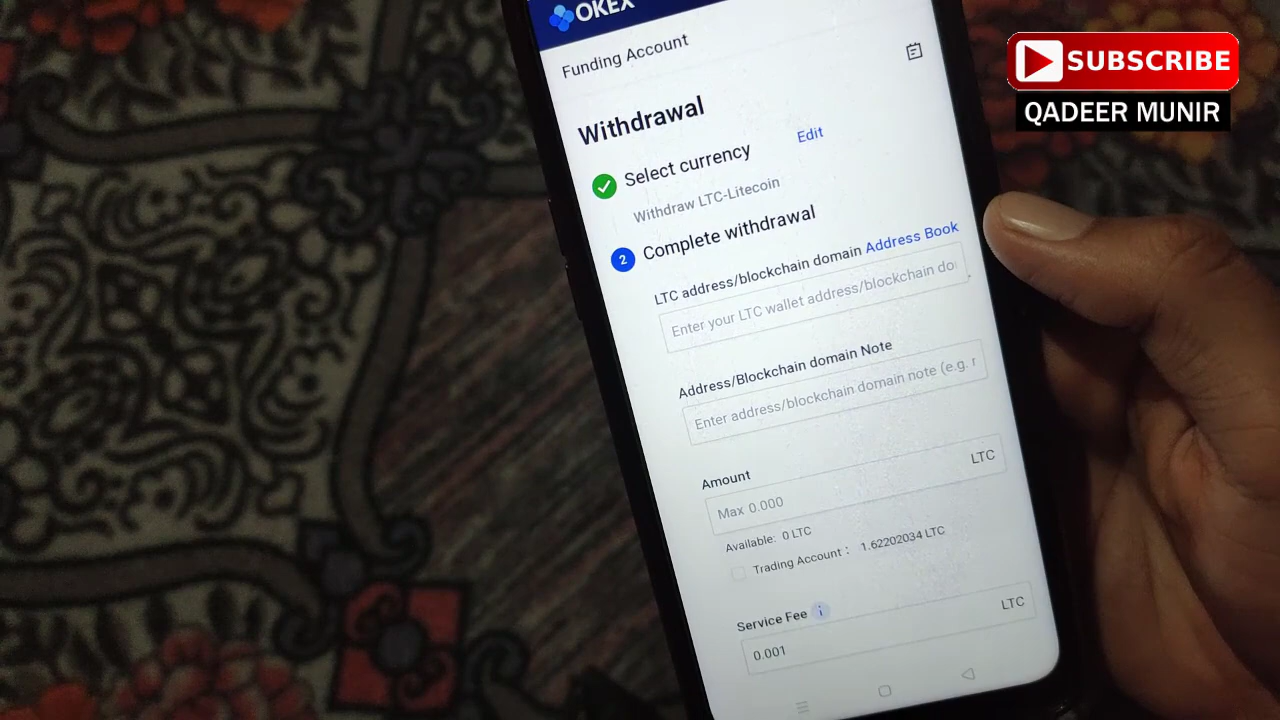 OKEX
Funding Account
Withdrawal
Select currency
Edit
Withdraw LTC-Litecoin
2
Complete withdrawal
LTC address/blockchain domain Address Book
Enter your LTC wallet address/blockchain do
Address/Blockchain domain Note
Enter address/blockchain domain note (e.g. r
Amount
Max 0.000
LTC
Available: 0 LTC
Trading Account : 1.62202034 LTC
Service Fee i
0.001
LTC
SUBSCRIBE
QADEER MUNIR